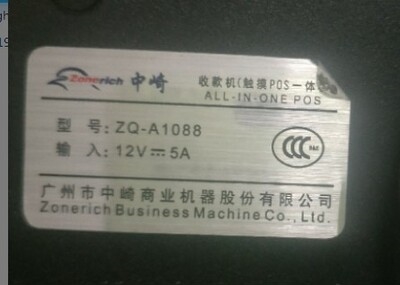 Zonerich 中崎
收款机(触摸POS一体
ALL-IN-ONE POS
型 号: ZQ-A1088
输 入: 12V⎓5A
CCC
广州市中崎商业机器股份有限公司
Zonerich Business Machine Co., Ltd.